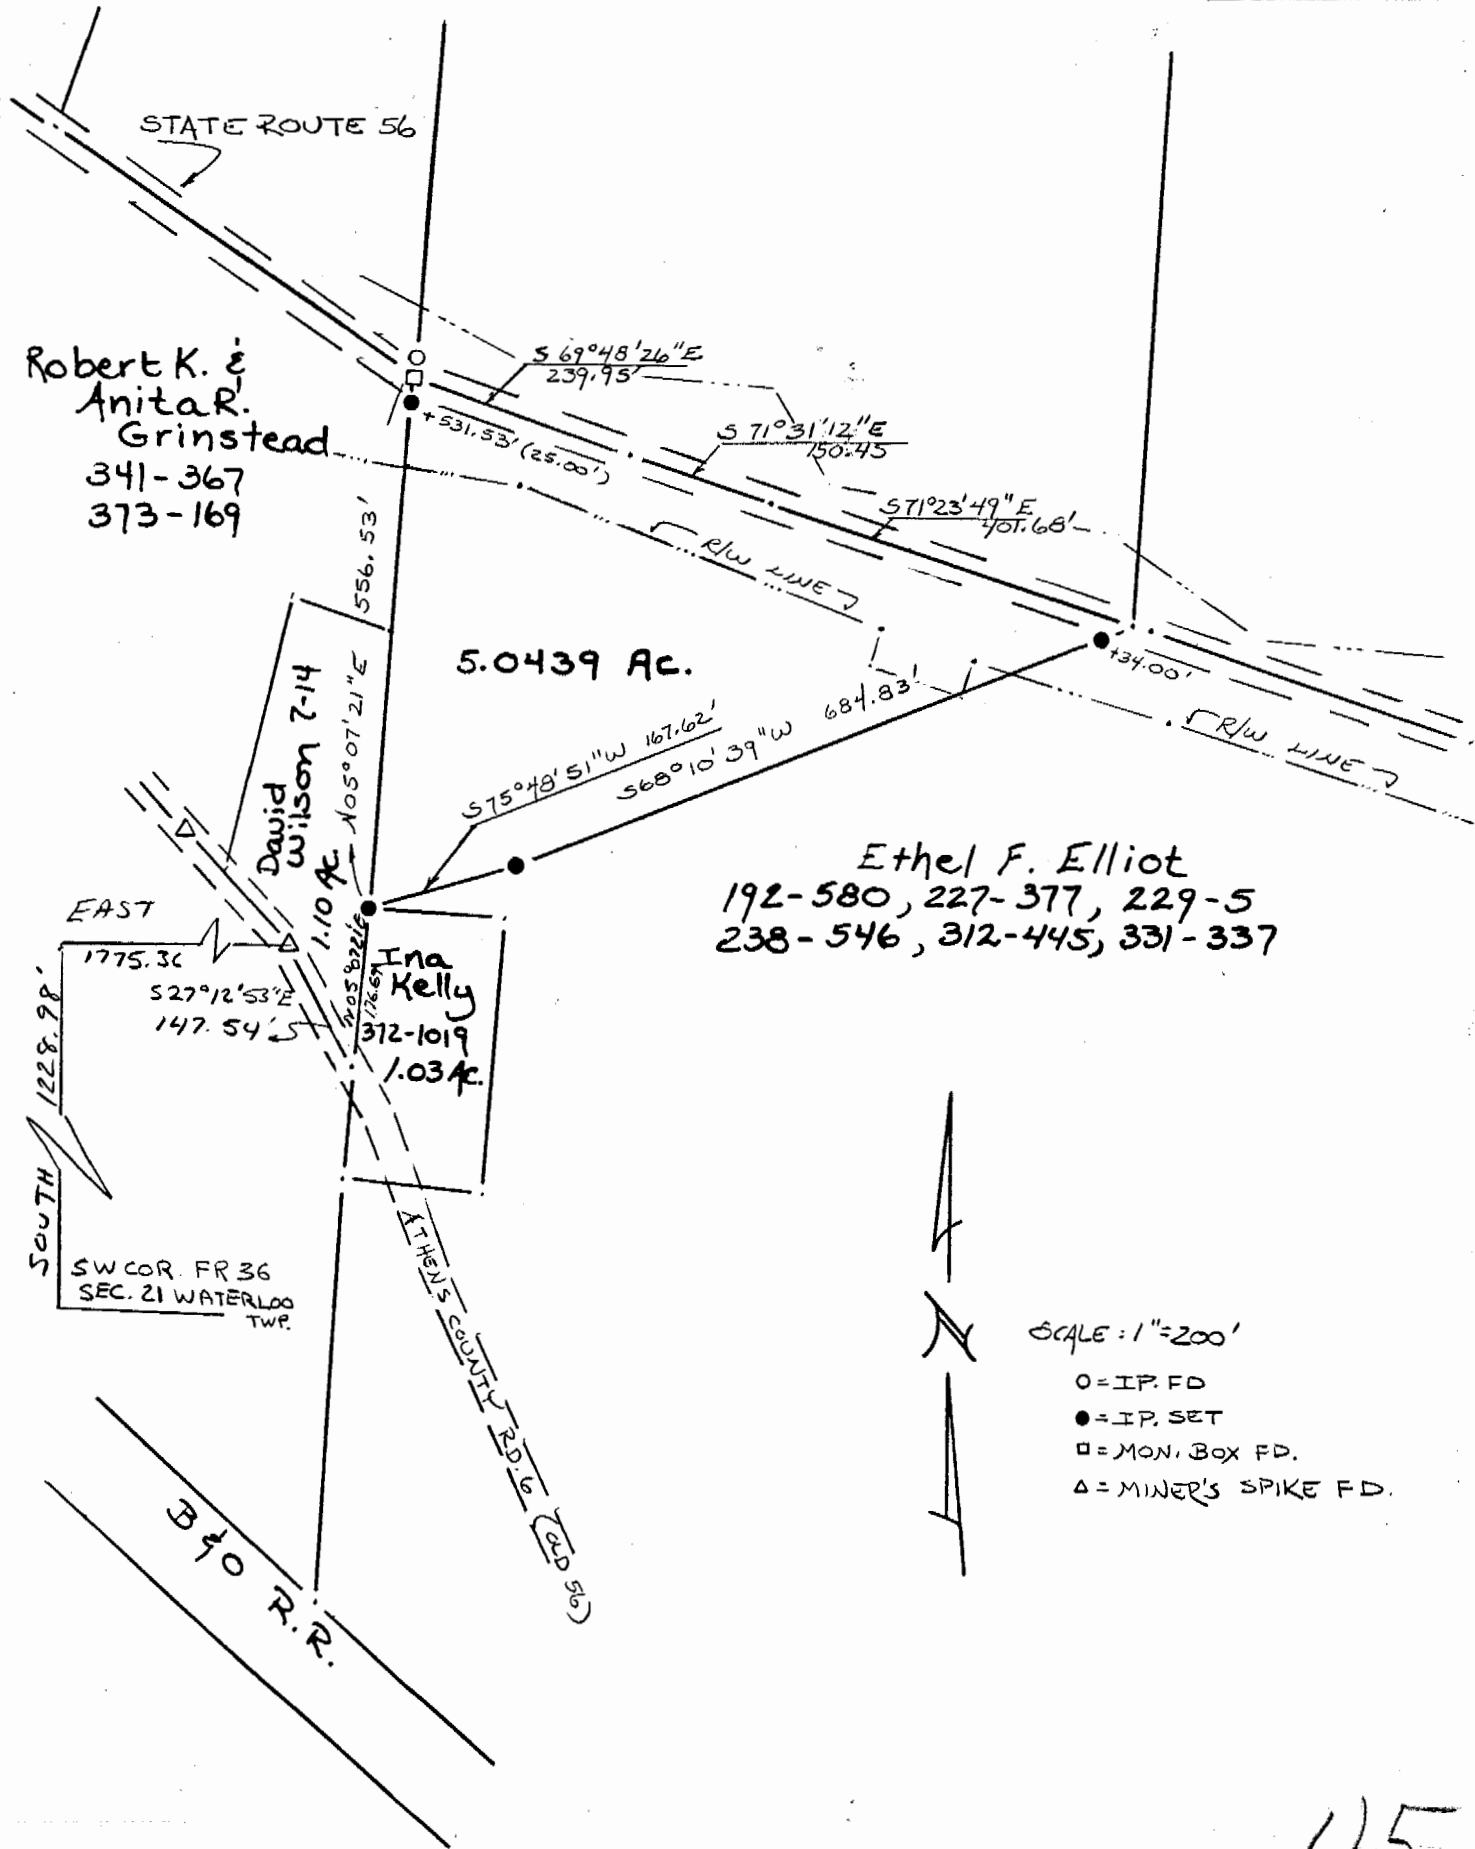 STATE ROUTE 56
Robert K. &
Anita R.
Grinstead
341-367
373-169
S 69°48'26"E
239.95'
S 71°31'12"E
150.45
S 71°23'49"E
401.68'
+531.53' (25.00')
R/W LINE
556.53'
N05°07'21"E
5.0439 Ac.
+34.00'
R/W LINE
S75°48'51"W 167.62'
S68°10'39"W 684.83'
David
Wilson 7-14
1.10 Ac.
Ethel F. Elliot
192-580, 227-377, 229-5
238-546, 312-445, 331-337
EAST
1775.36
S27°12'53"E
147.54'
Ina
Kelly
372-1019
1.03 Ac.
SOUTH 1228.98'
SW COR. FR 36
SEC. 21 WATERLOO
TWP.
ATHENS COUNTY RD. 6 (OLD 56)
N
SCALE: 1"=200'
○ = I.P. FD
● = I.P. SET
□ = MON. BOX FD.
△ = MINER'S SPIKE FD.
B&O R.R.